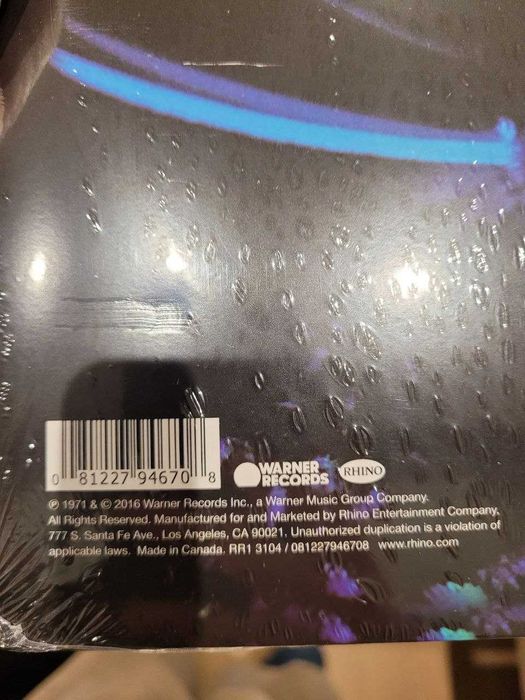 0 81227 94670 8
WARNER
RECORDS
RHINO
℗ 1971 & © 2016 Warner Records Inc., a Warner Music Group Company.
All Rights Reserved. Manufactured for and Marketed by Rhino Entertainment Company,
777 S. Santa Fe Ave., Los Angeles, CA 90021. Unauthorized duplication is a violation of
applicable laws. Made in Canada. RR1 3104 / 081227946708 www.rhino.com